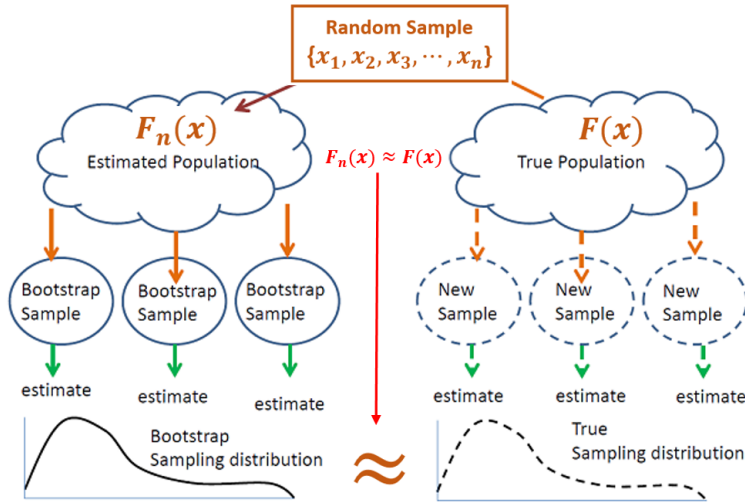 Random Sample
{x₁, x₂, x₃, ⋯, xₙ}
Fₙ(x)
Estimated Population
F(x)
True Population
Fₙ(x) ≈ F(x)
Bootstrap
Sample
Bootstrap
Sample
Bootstrap
Sample
New
Sample
New
Sample
New
Sample
estimate
estimate
estimate
estimate
estimate
estimate
Bootstrap
Sampling distribution
≈
True
Sampling distribution